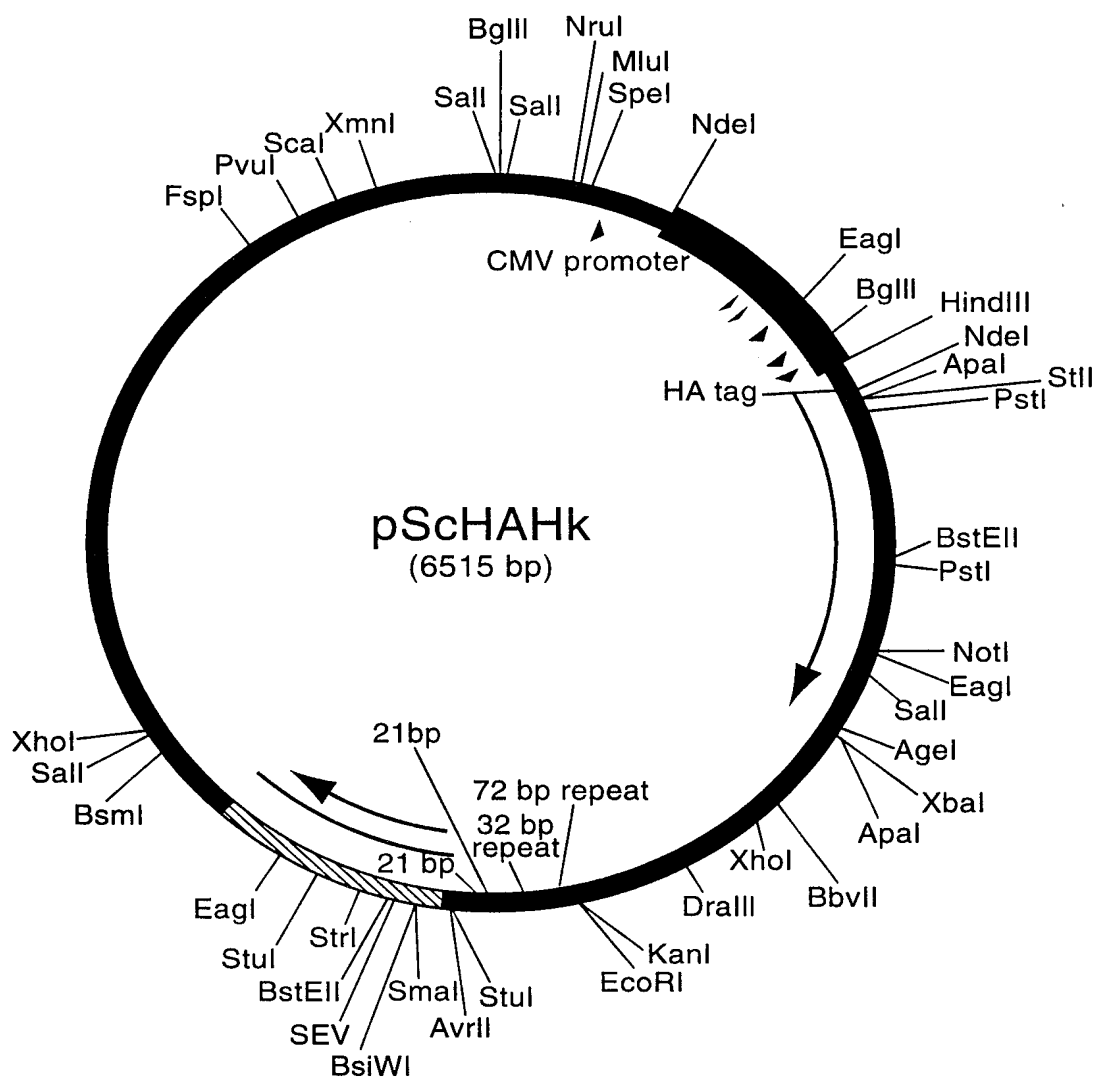 BglII
NruI
MluI
SalI
SalI
SpeI
XmnI
NdeI
ScaI
PvuI
FspI
EagI
CMV promoter
BglII
HindIII
NdeI
ApaI
StII
HA tag
PstI
pScHAHk
(6515 bp)
BstEII
PstI
NotI
EagI
SalI
21bp
XhoI
AgeI
SalI
72 bp repeat
XbaI
BsmI
32 bp
repeat
ApaI
21 bp
XhoI
BbvII
EagI
DraIII
StrI
StuI
KanI
EcoRI
BstEII
SmaI
StuI
SEV
AvrII
BsiWI